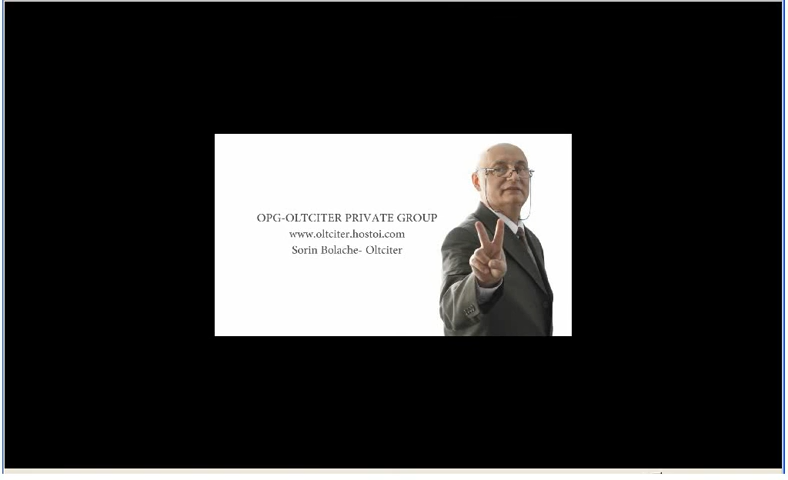 OPG-OLTCITER PRIVATE GROUP
www.oltciter.hostoi.com
Sorin Bolache- Oltciter